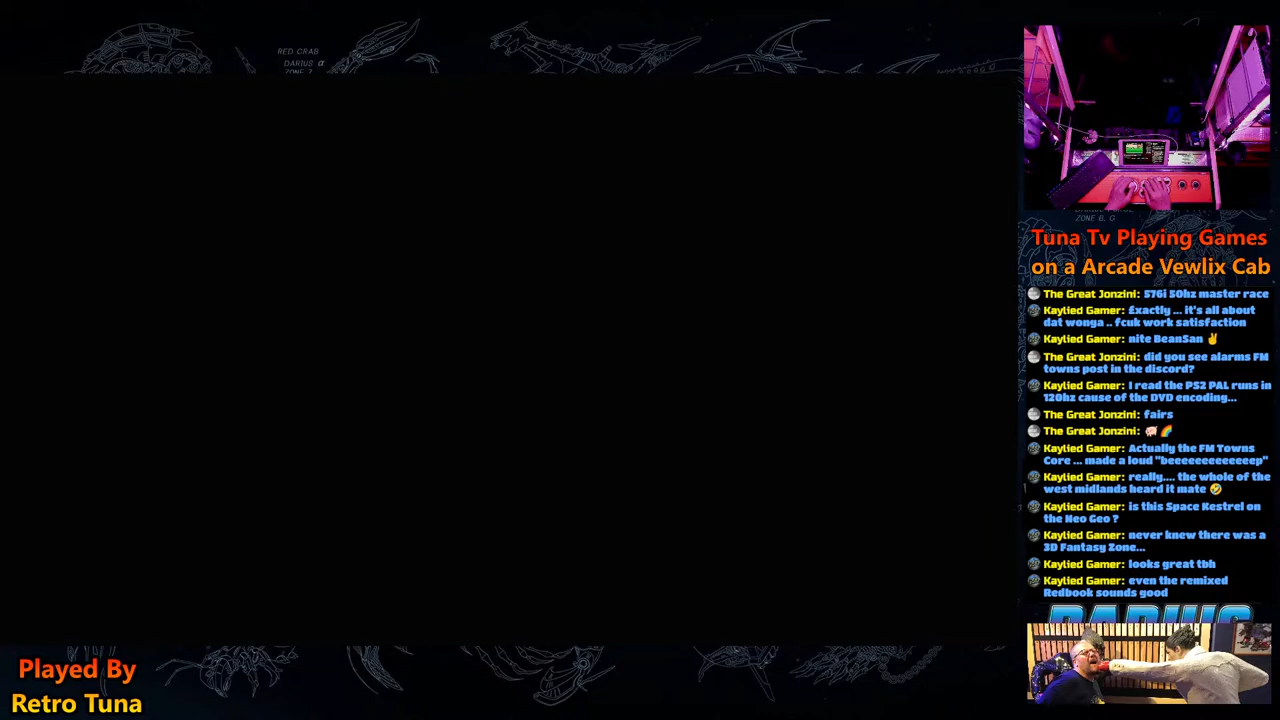 RED CRAB
DARIUS α
ZONE Z
ZONE B, G
Tuna Tv Playing Games
on a Arcade Vewlix Cab
The Great Jonzini: 576i 50hz master race
Kaylied Gamer: £xactly ... it's all about
dat wonga .. fcuk work satisfaction
Kaylied Gamer: nite BeanSan ✌
The Great Jonzini: did you see alarms FM
towns post in the discord?
Kaylied Gamer: I read the PS2 PAL runs in
120hz cause of the DVD encoding...
The Great Jonzini: fairs
The Great Jonzini: 🐖🌈
Kaylied Gamer: Actually the FM Towns
Core ... made a loud "beeeeeeeeeeeep"
Kaylied Gamer: really.... the whole of the
west midlands heard it mate 🤣
Kaylied Gamer: is this Space Kestrel on
the Neo Geo ?
Kaylied Gamer: never knew there was a
3D Fantasy Zone...
Kaylied Gamer: looks great tbh
Kaylied Gamer: even the remixed
Redbook sounds good
DARIUS
Played By
Retro Tuna